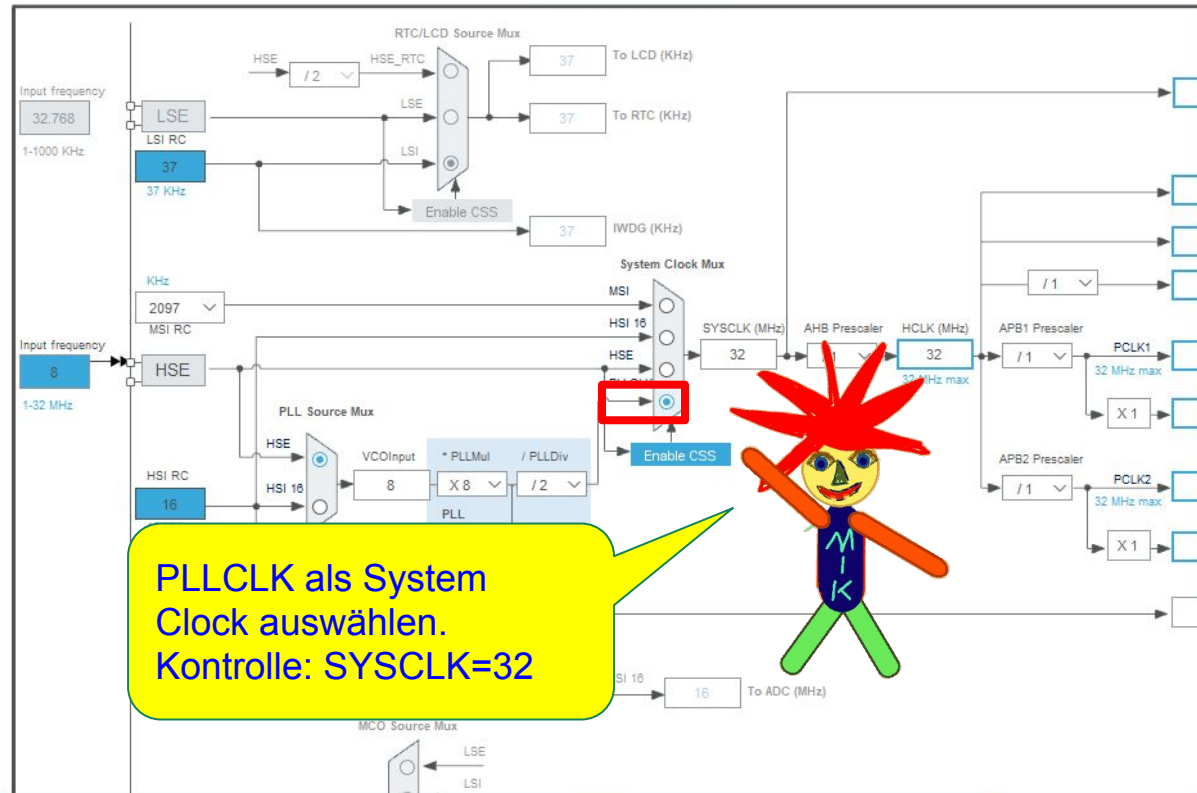 RTC/LCD Source Mux
HSE
/ 2
HSE_RTC
37
To LCD (KHz)
Input frequency
32.768
1-1000 KHz
LSE
LSE
37
To RTC (KHz)
LSI RC
37
37 KHz
LSI
Enable CSS
37
IWDG (KHz)
System Clock Mux
KHz
2097
MSI RC
MSI
HSI 16
HSE
SYSCLK (MHz)
32
AHB Prescaler
HCLK (MHz)
32
32 MHz max
/ 1
APB1 Prescaler
/ 1
PCLK1
32 MHz max
X 1
Input frequency
8
1-32 MHz
HSE
PLL Source Mux
HSE
HSI 16
VCOInput
8
* PLLMul
X 8
/ PLLDiv
/ 2
PLL
Enable CSS
APB2 Prescaler
/ 1
PCLK2
32 MHz max
X 1
HSI RC
16
MIK
PLLCLK als System
Clock auswählen.
Kontrolle: SYSCLK=32
16
To ADC (MHz)
MCO Source Mux
LSE
LSI